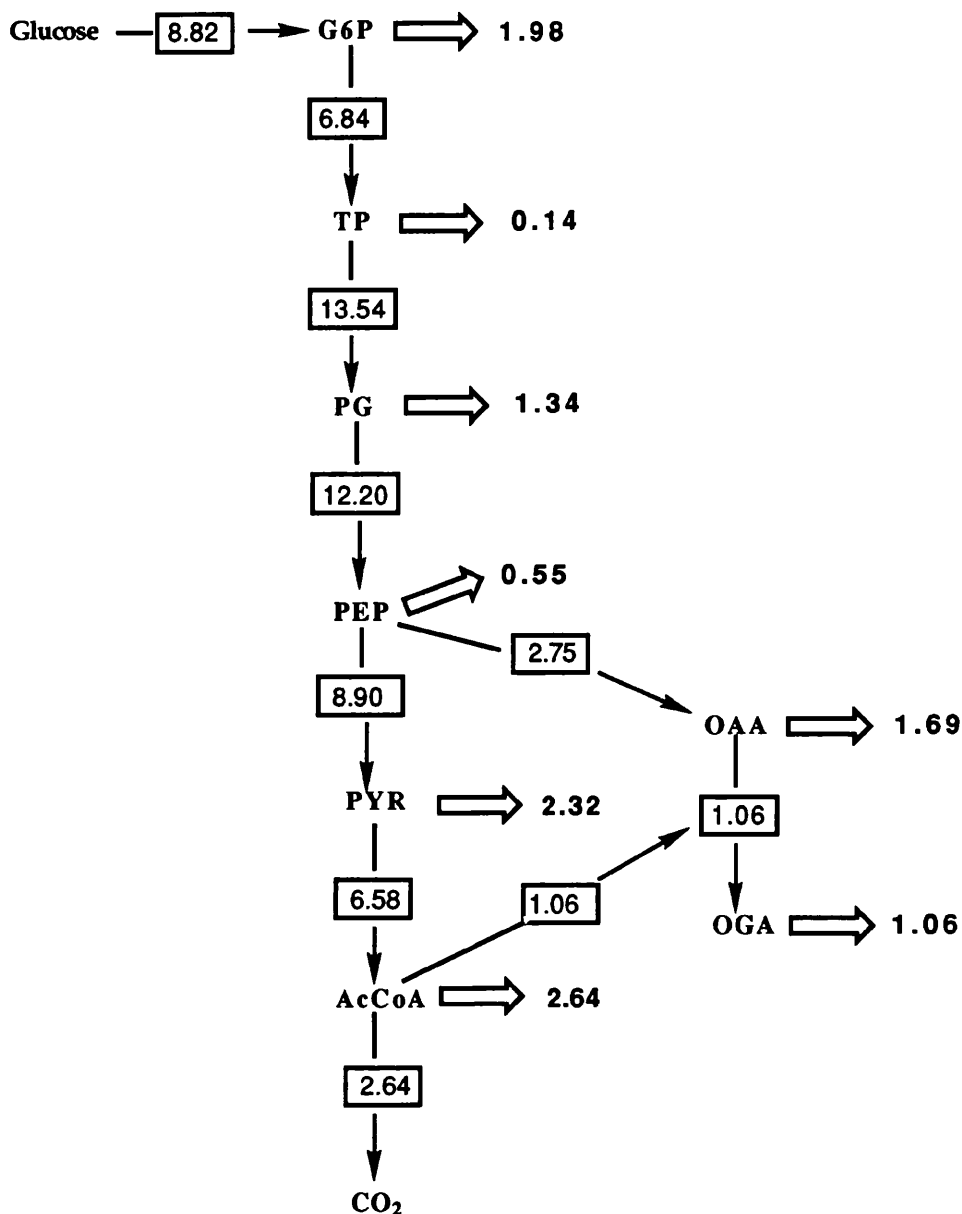 Glucose 8.82 G6P 1.98
6.84
TP 0.14
13.54
PG 1.34
12.20
0.55
PEP
2.75
8.90
OAA 1.69
PYR 2.32
1.06
6.58
1.06
OGA 1.06
AcCoA 2.64
2.64
CO₂